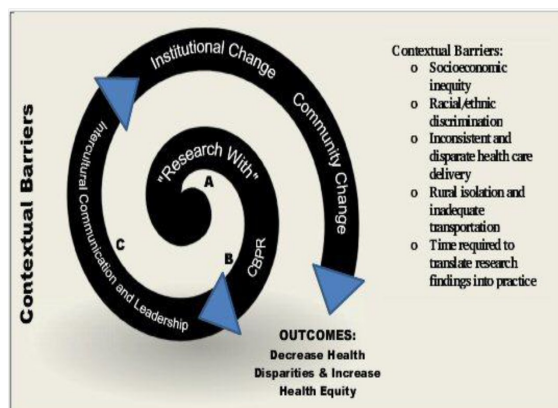 Contextual Barriers
Institutional Change
Community Change
Intercultural Communication and Leadership
"Research With"
CBPR
A
B
C
OUTCOMES:
Decrease Health
Disparities & Increase
Health Equity
Contextual Barriers:
o Socioeconomic
inequity
o Racial/ethnic
discrimination
o Inconsistent and
disparate health care
delivery
o Rural isolation and
inadequate
transportation
o Time required to
translate research
findings into practice